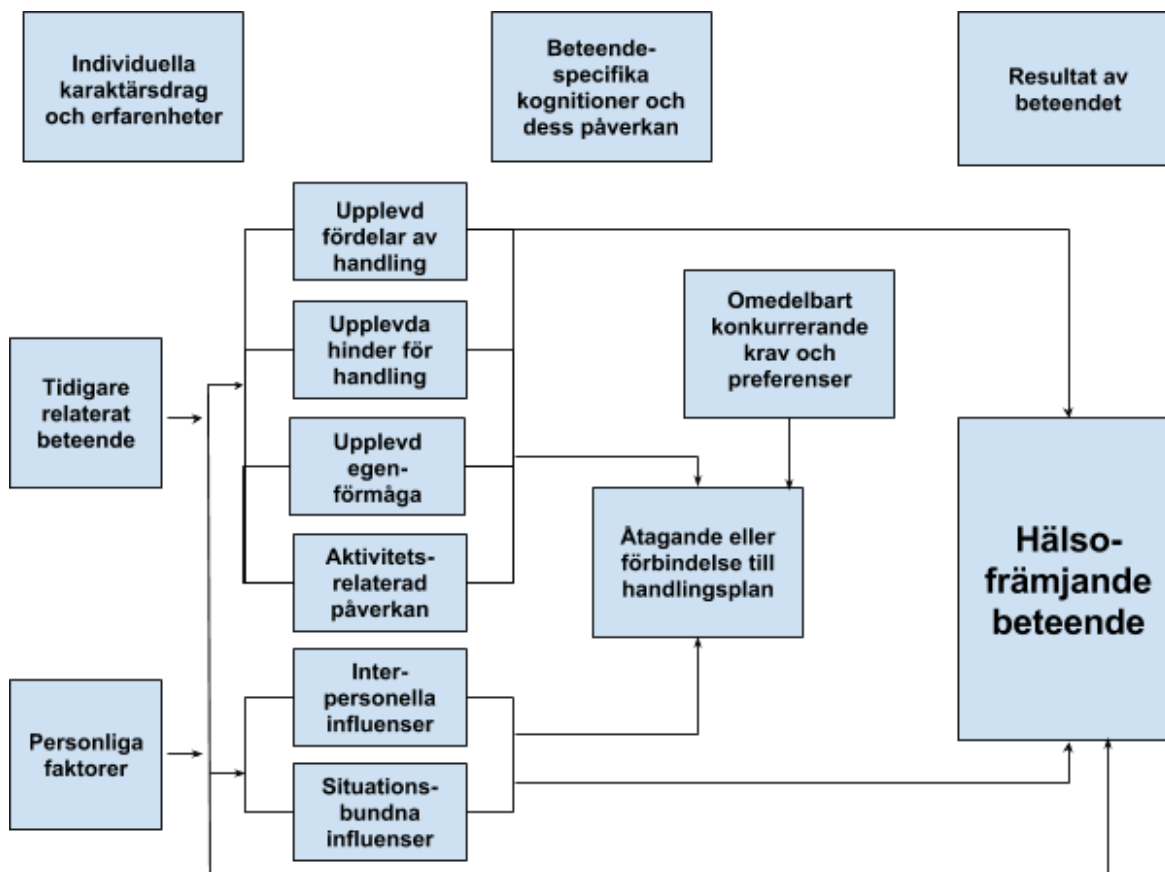 Individuella
karaktärsdrag
och erfarenheter
Beteende-
specifika
kognitioner och
dess påverkan
Resultat av
beteendet
Upplevd
fördelar av
handling
Upplevda
hinder för
handling
Omedelbart
konkurrerande
krav och
preferenser
Tidigare
relaterat
beteende
Upplevd
egen-
förmåga
Aktivitets-
relaterad
påverkan
Åtagande eller
förbindelse till
handlingsplan
Hälso-
främjande
beteende
Inter-
personella
influenser
Personliga
faktorer
Situations-
bundna
influenser